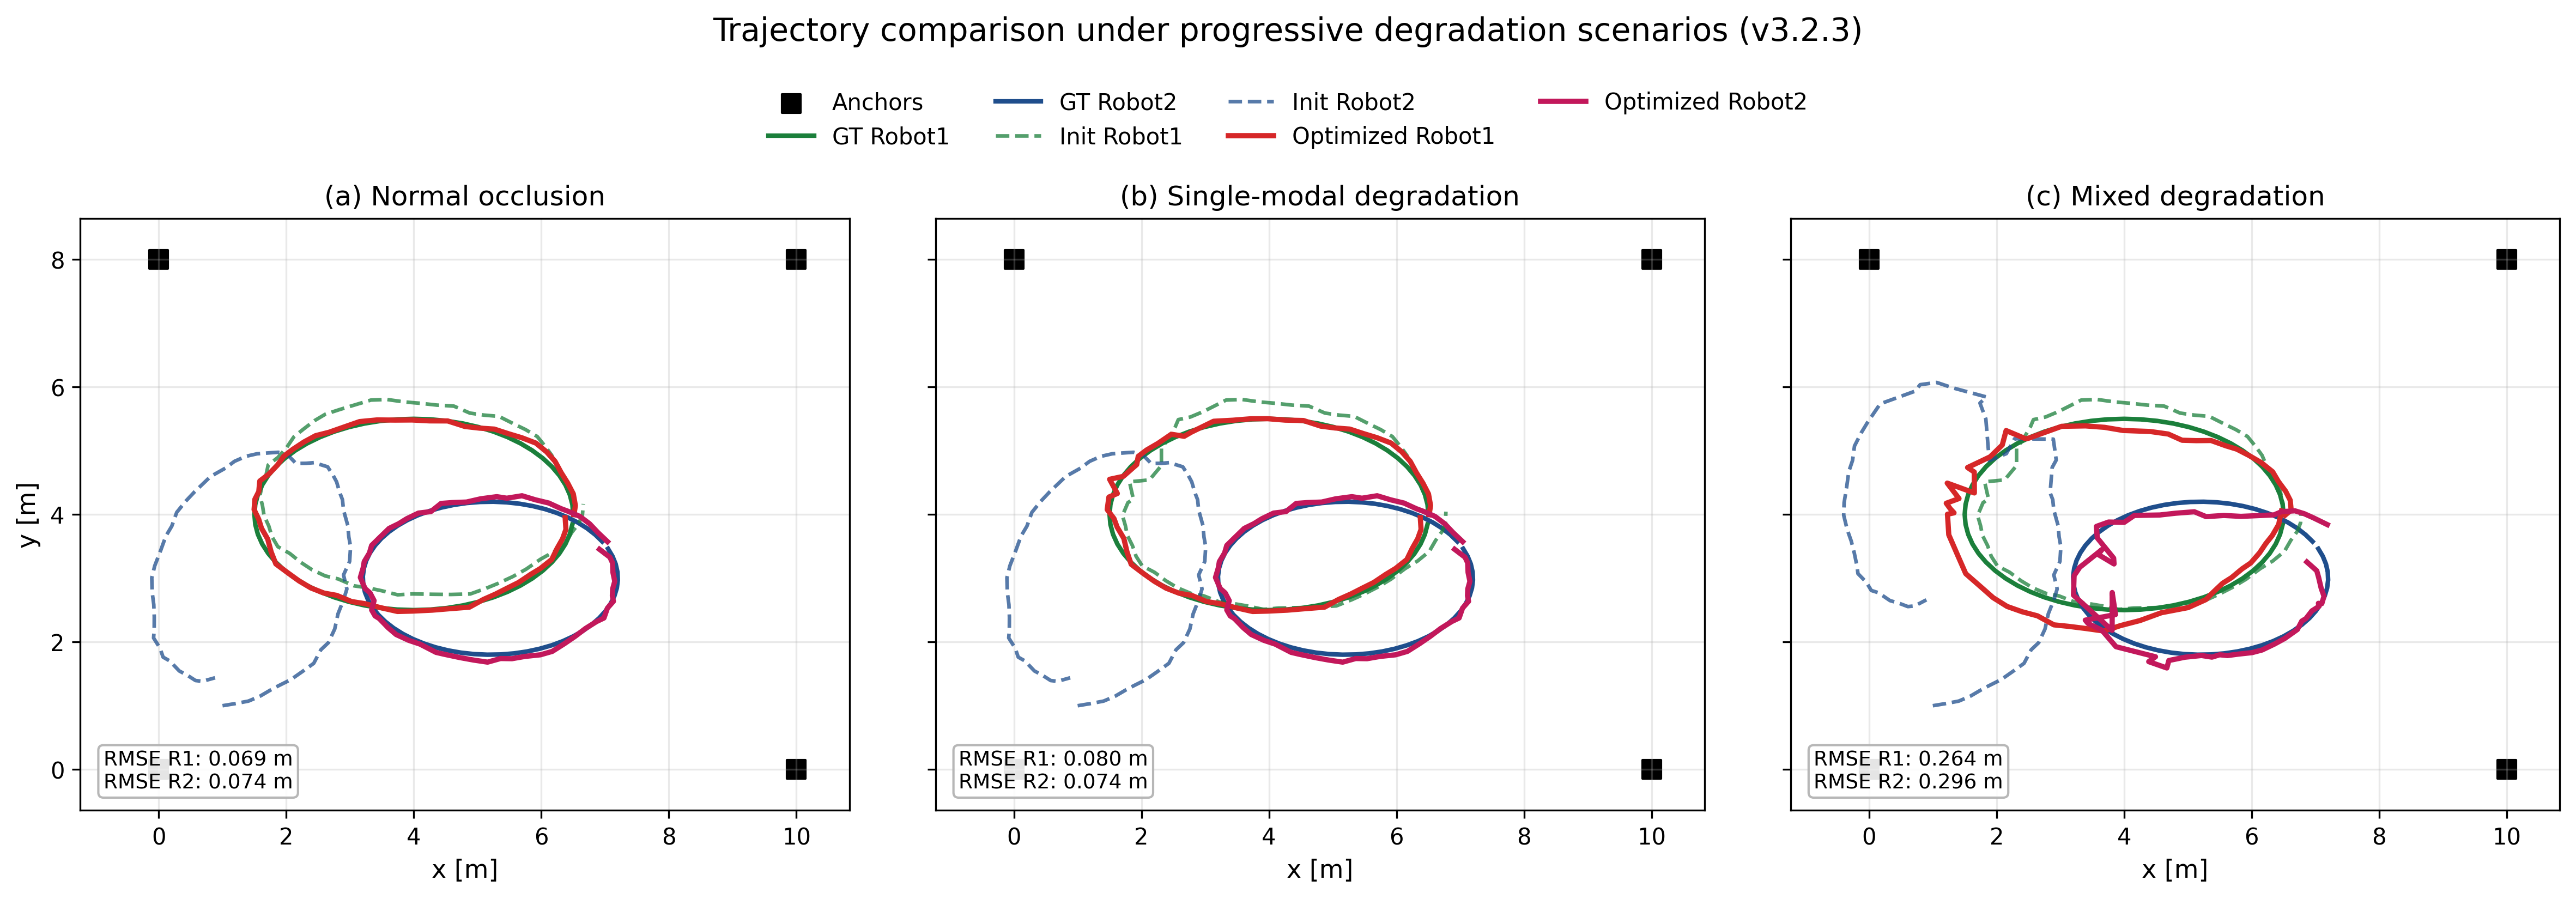 Trajectory comparison under progressive degradation scenarios (v3.2.3)
Anchors
GT Robot1
GT Robot2
Init Robot1
Init Robot2
Optimized Robot1
Optimized Robot2
(a) Normal occlusion
y [m]
8
6
4
2
0
RMSE R1: 0.069 m
RMSE R2: 0.074 m
0 2 4 6 8 10
x [m]
(b) Single-modal degradation
RMSE R1: 0.080 m
RMSE R2: 0.074 m
0 2 4 6 8 10
x [m]
(c) Mixed degradation
RMSE R1: 0.264 m
RMSE R2: 0.296 m
0 2 4 6 8 10
x [m]